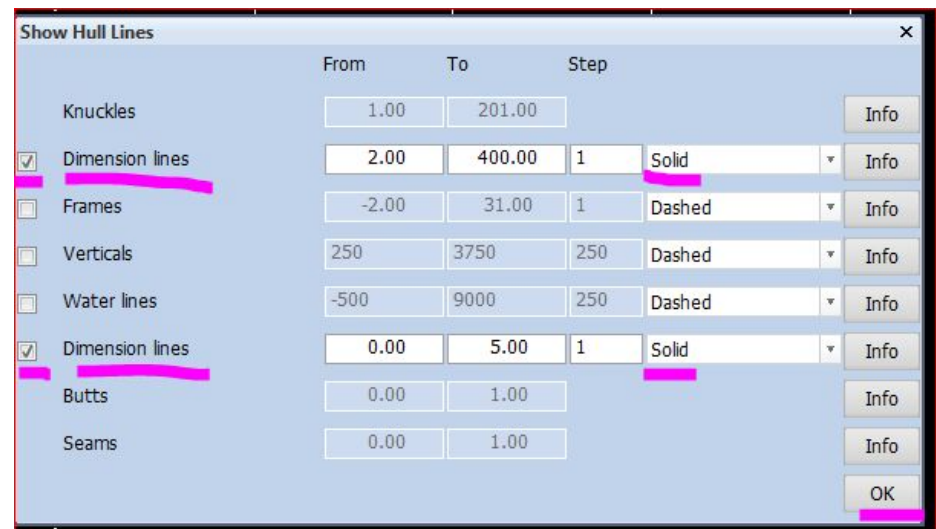 Show Hull Lines ×
From To Step
Knuckles 1.00 201.00 Info
Dimension lines 2.00 400.00 1 Solid Info
Frames -2.00 31.00 1 Dashed Info
Verticals 250 3750 250 Dashed Info
Water lines -500 9000 250 Dashed Info
Dimension lines 0.00 5.00 1 Solid Info
Butts 0.00 1.00 Info
Seams 0.00 1.00 Info
OK